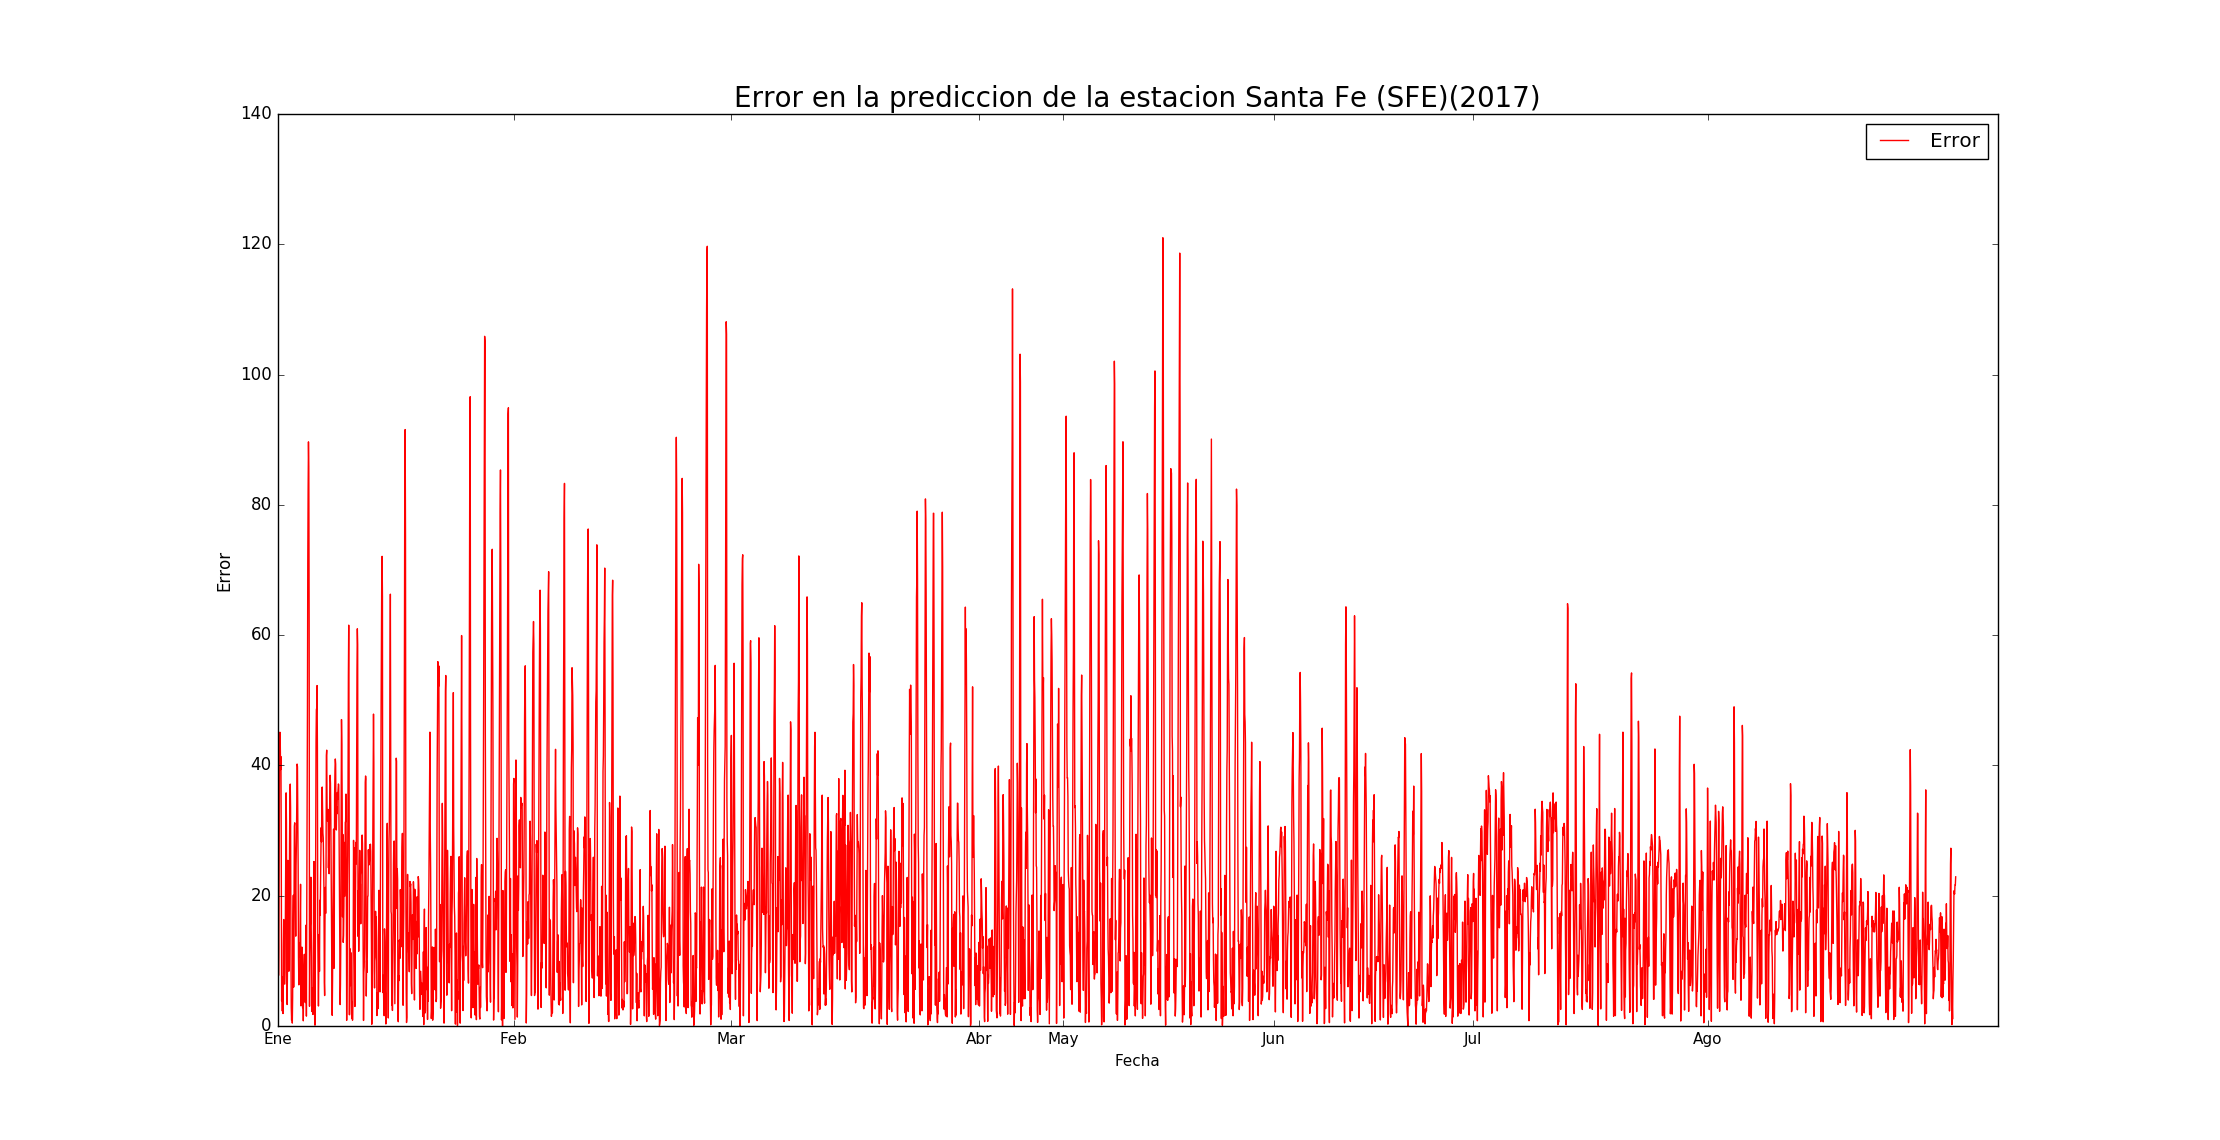 Error en la prediccion de la estacion Santa Fe (SFE)(2017)
Error
140
120
100
80
60
40
20
0
Error
Ene Feb Mar Abr May Jun Jul Ago
Fecha